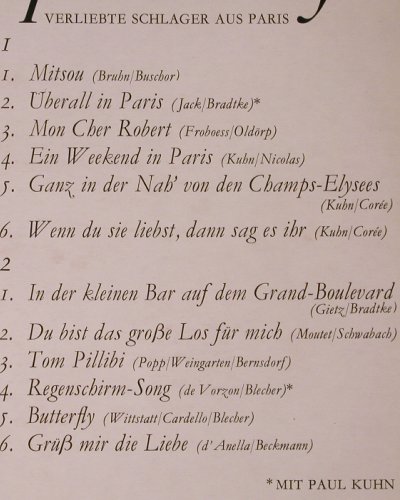 VERLIEBTE SCHLAGER AUS PARIS
1
1. Mitsou (Bruhn/Buschor)
2. Überall in Paris (Jack/Bradtke)*
3. Mon Cher Robert (Froboess/Oldörp)
4. Ein Weekend in Paris (Kuhn/Nicolas)
5. Ganz in der Näh' von den Champs-Elysees
(Kuhn/Corée)
6. Wenn du sie liebst, dann sag es ihr (Kuhn/Corée)
2
1. In der kleinen Bar auf dem Grand-Boulevard
(Gietz/Bradtke)
2. Du bist das große Los für mich (Moutet/Schwabach)
3. Tom Pillibi (Popp/Weingarten/Bernsdorf)
4. Regenschirm-Song (de Vorzon/Blecher)*
5. Butterfly (Wittstatt/Cardello/Blecher)
6. Grüß mir die Liebe (d'Anella/Beckmann)
*MIT PAUL KUHN